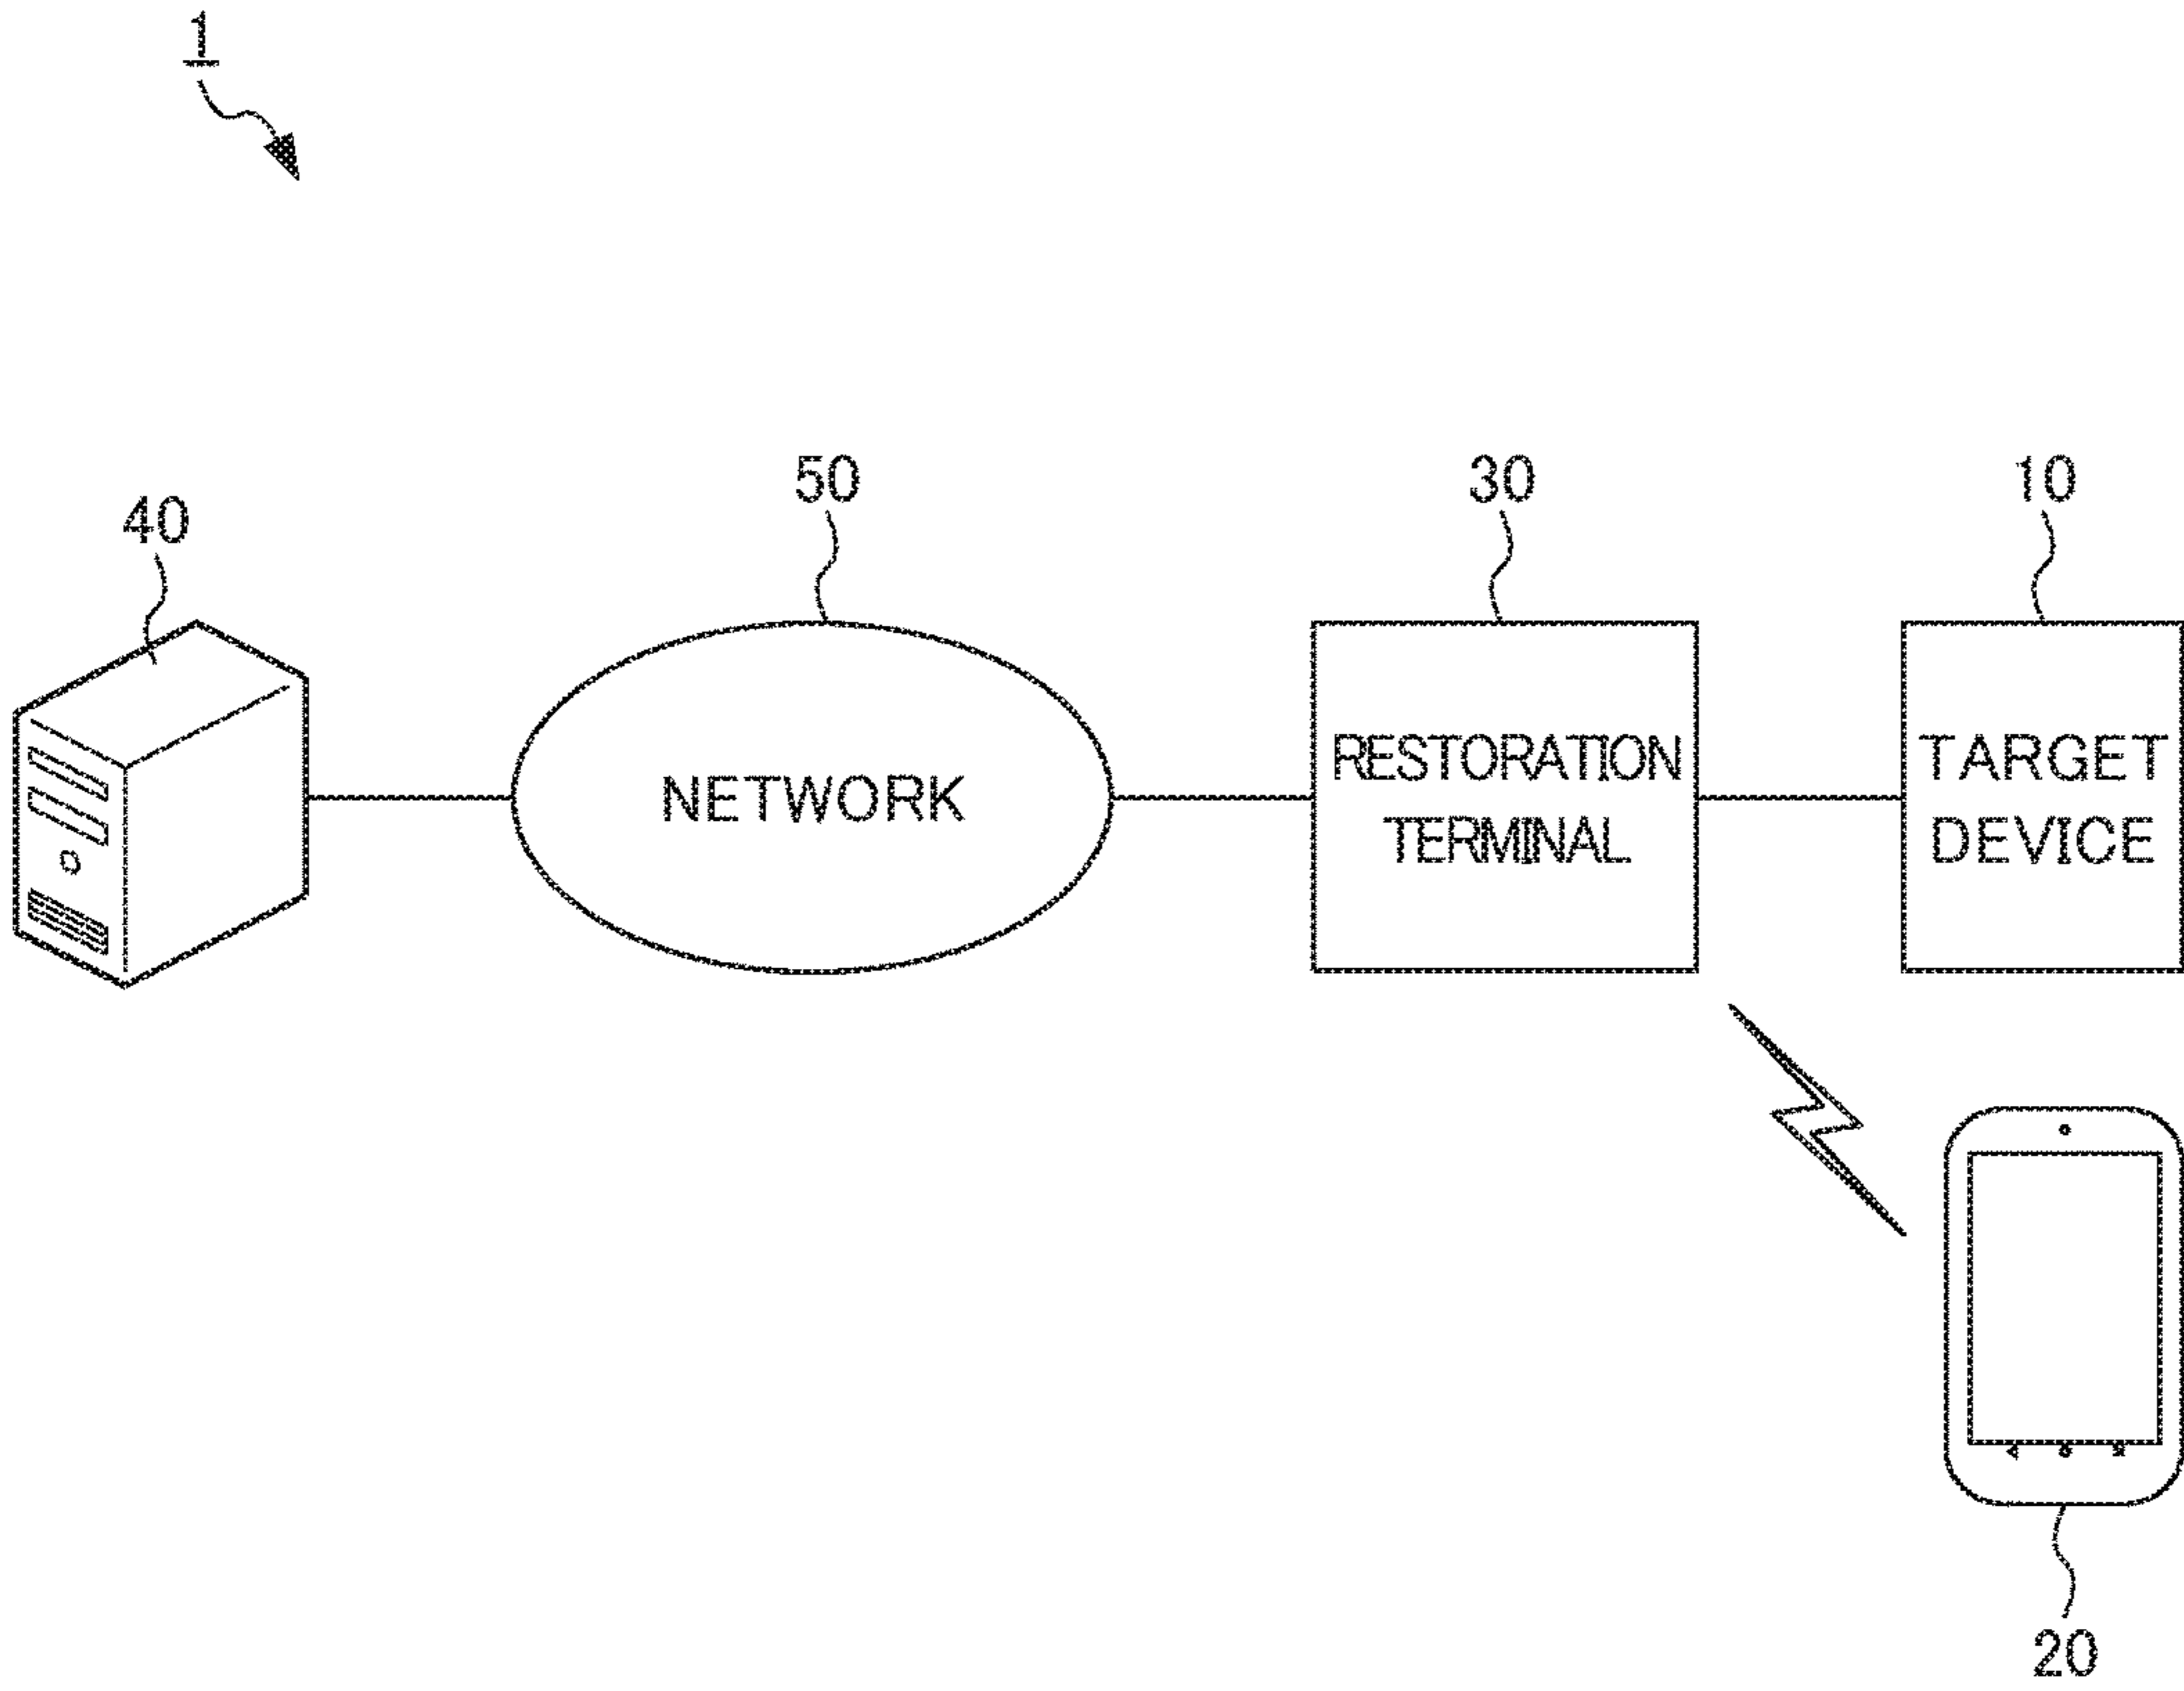 1
50
30
10
40
NETWORK
RESTORATION
TERMINAL
TARGET
DEVICE
20